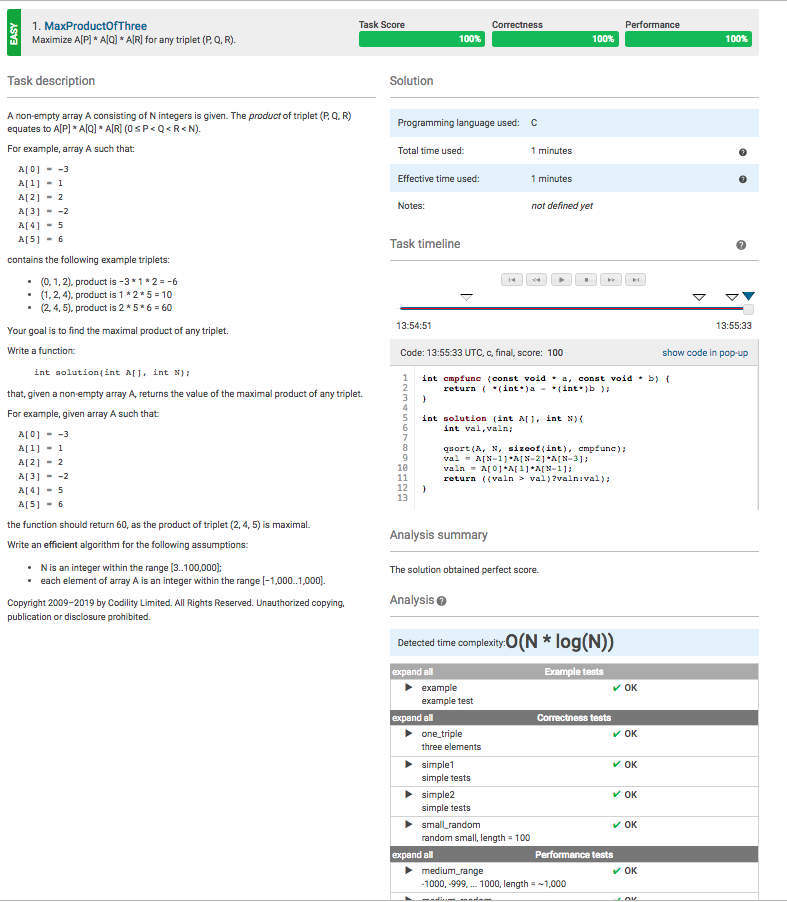 EASY
1. MaxProductOfThree
Maximize A[P] * A[Q] * A[R] for any triplet (P, Q, R).
Task Score
100%
Correctness
100%
Performance
100%
Task description
A non-empty array A consisting of N integers is given. The product of triplet (P, Q, R)
equates to A[P] * A[Q] * A[R] (0 ≤ P < Q < R < N).
For example, array A such that:
A[0] = -3
A[1] = 1
A[2] = 2
A[3] = -2
A[4] = 5
A[5] = 6
contains the following example triplets:
• (0, 1, 2), product is −3 * 1 * 2 = −6
• (1, 2, 4), product is 1 * 2 * 5 = 10
• (2, 4, 5), product is 2 * 5 * 6 = 60
Your goal is to find the maximal product of any triplet.
Write a function:
int solution(int A[], int N);
that, given a non-empty array A, returns the value of the maximal product of any triplet.
For example, given array A such that:
A[0] = -3
A[1] = 1
A[2] = 2
A[3] = -2
A[4] = 5
A[5] = 6
the function should return 60, as the product of triplet (2, 4, 5) is maximal.
Write an efficient algorithm for the following assumptions:
• N is an integer within the range [3..100,000];
• each element of array A is an integer within the range [−1,000..1,000].
Copyright 2009–2019 by Codility Limited. All Rights Reserved. Unauthorized copying,
publication or disclosure prohibited.
Solution
Programming language used: C
Total time used: 1 minutes
Effective time used: 1 minutes
Notes: not defined yet
Task timeline
13:54:51
13:55:33
Code: 13:55:33 UTC, c, final, score: 100
show code in pop-up
1 int cmpfunc (const void * a, const void * b) {
2 return ( *(int*)a - *(int*)b );
3 }
4
5 int solution (int A[], int N){
6 int val,valn;
7
8 qsort(A, N, sizeof(int), cmpfunc);
9 val = A[N-1]*A[N-2]*A[N-3];
10 valn = A[0]*A[1]*A[N-1];
11 return ((valn > val)?valn:val);
12 }
13
Analysis summary
The solution obtained perfect score.
Analysis
Detected time complexity: O(N * log(N))
expand all Example tests
example ✔ OK
example test
expand all Correctness tests
one_triple ✔ OK
three elements
simple1 ✔ OK
simple tests
simple2 ✔ OK
simple tests
small_random ✔ OK
random small, length = 100
expand all Performance tests
medium_range ✔ OK
-1000, -999, ... 1000, length = ~1,000